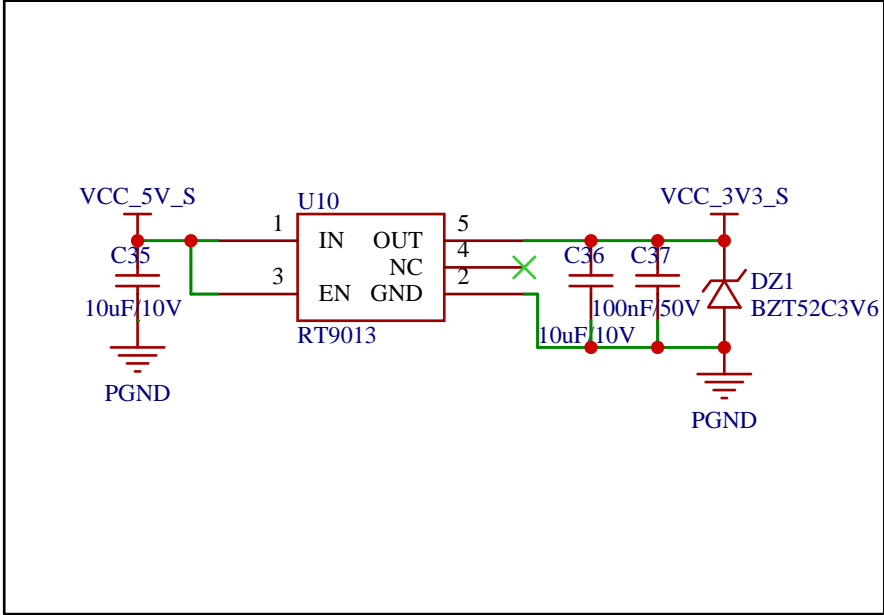 VCC_5V_S
U10
VCC_3V3_S
1
IN
OUT
5
C35
4
C36
C37
NC
3
EN
GND
2
DZ1
10uF/10V
100nF/50V
BZT52C3V6
RT9013
10uF/10V
PGND
PGND